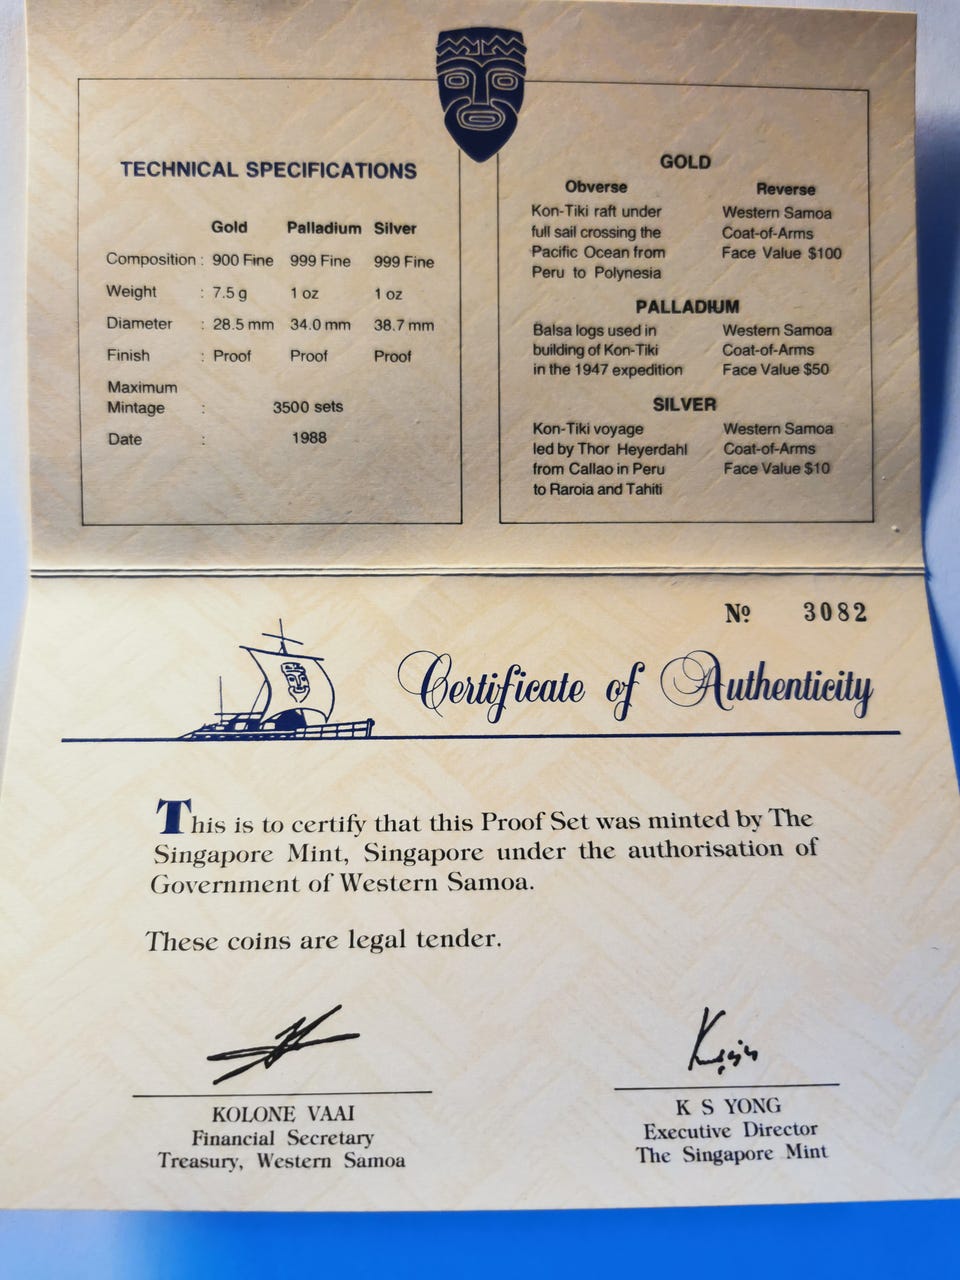 TECHNICAL SPECIFICATIONS
Gold Palladium Silver
Composition : 900 Fine 999 Fine 999 Fine
Weight : 7.5 g 1 oz 1 oz
Diameter : 28.5 mm 34.0 mm 38.7 mm
Finish : Proof Proof Proof
Maximum
Mintage : 3500 sets
Date : 1988
GOLD
Obverse Reverse
Kon-Tiki raft under Western Samoa
full sail crossing the Coat-of-Arms
Pacific Ocean from Face Value $100
Peru to Polynesia
PALLADIUM
Balsa logs used in Western Samoa
building of Kon-Tiki Coat-of-Arms
in the 1947 expedition Face Value $50
SILVER
Kon-Tiki voyage Western Samoa
led by Thor Heyerdahl Coat-of-Arms
from Callao in Peru Face Value $10
to Raroia and Tahiti
Nº 3082
Certificate of Authenticity
This is to certify that this Proof Set was minted by The
Singapore Mint, Singapore under the authorisation of
Government of Western Samoa.
These coins are legal tender.
KOLONE VAAI
Financial Secretary
Treasury, Western Samoa
K S YONG
Executive Director
The Singapore Mint